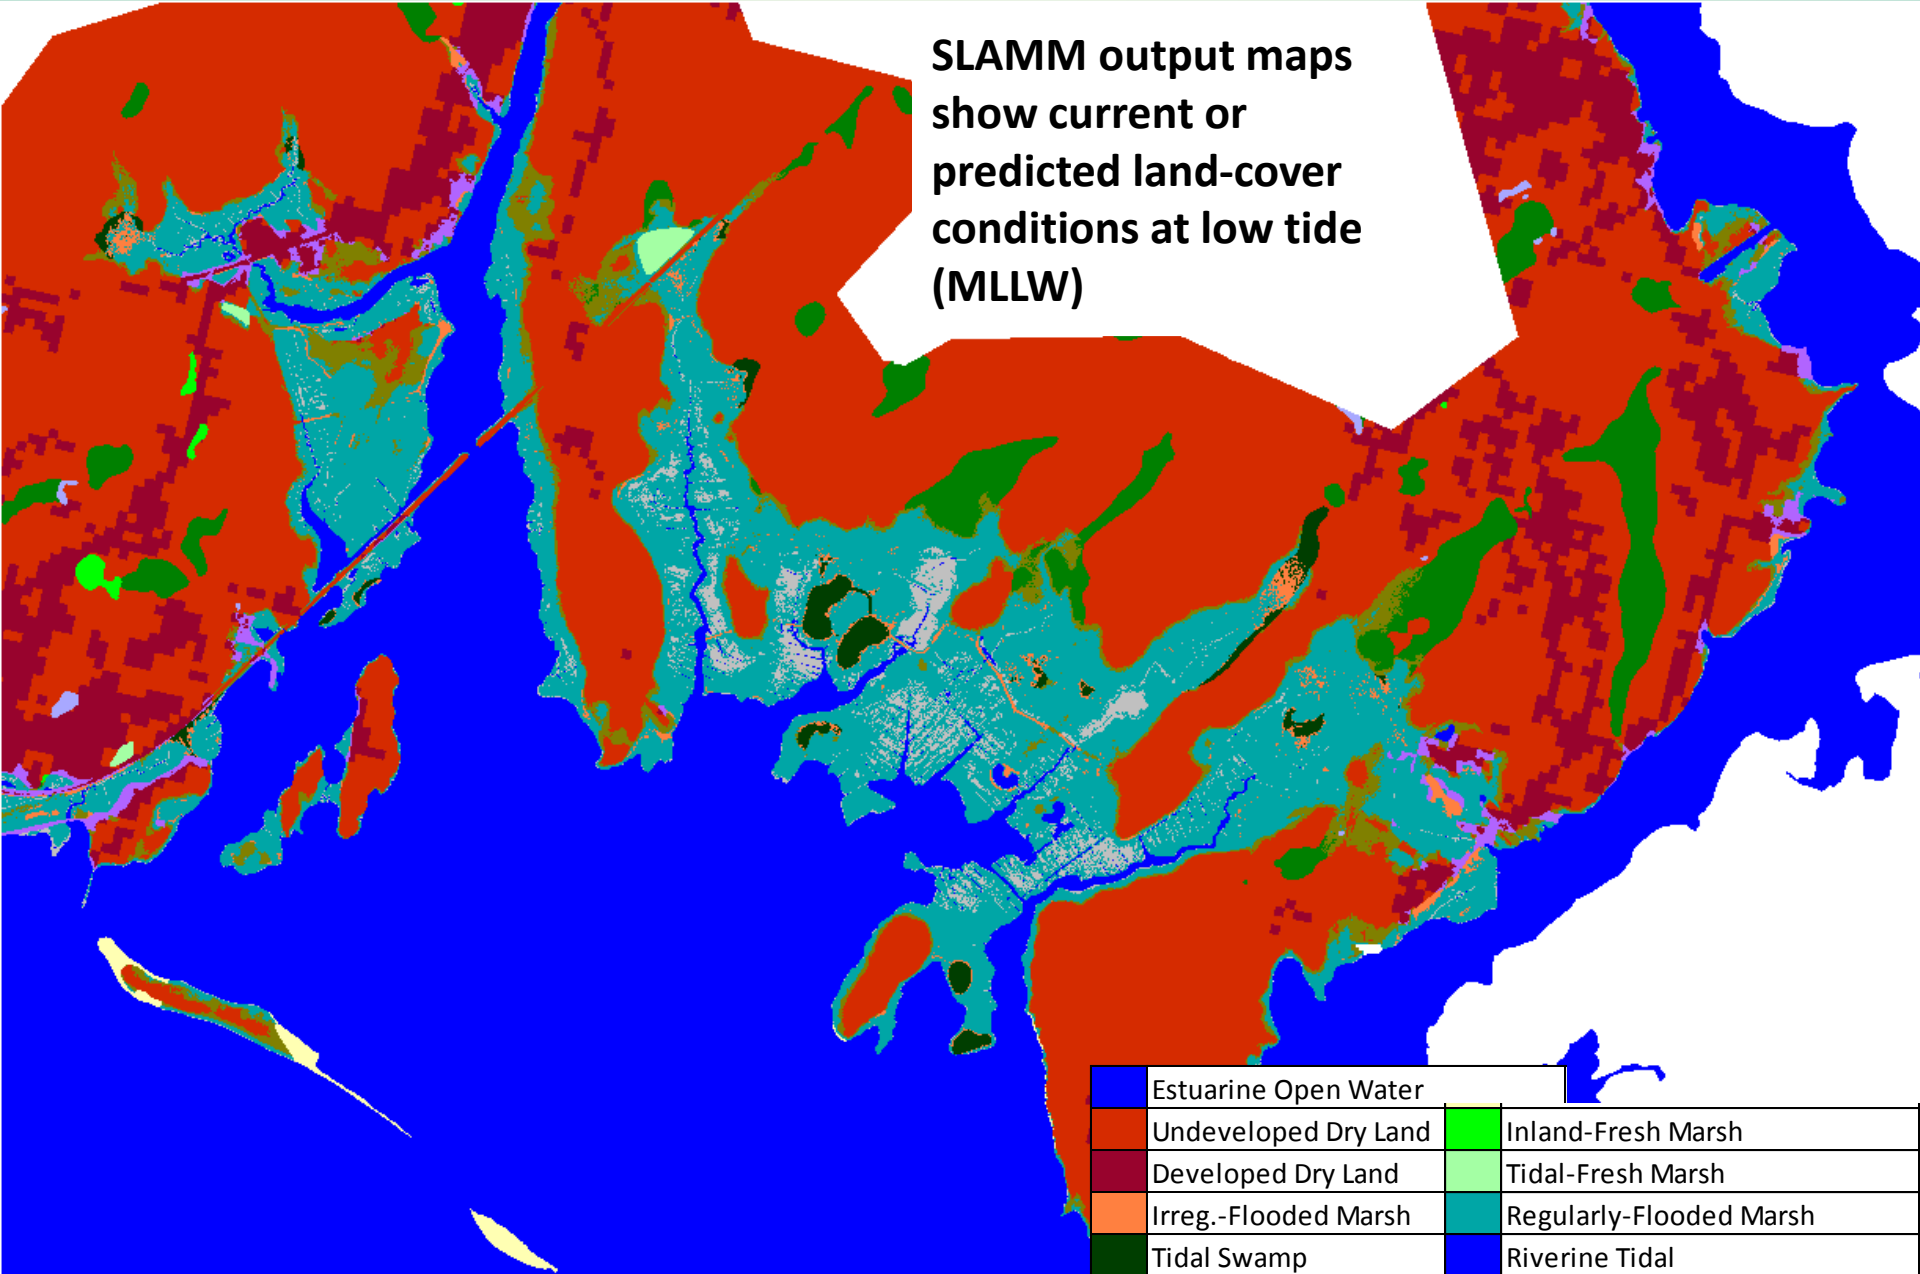 SLAMM output maps
show current or
predicted land-cover
conditions at low tide
(MLLW)
Estuarine Open Water
Undeveloped Dry Land
Inland-Fresh Marsh
Developed Dry Land
Tidal-Fresh Marsh
Irreg.-Flooded Marsh
Regularly-Flooded Marsh
Tidal Swamp
Riverine Tidal